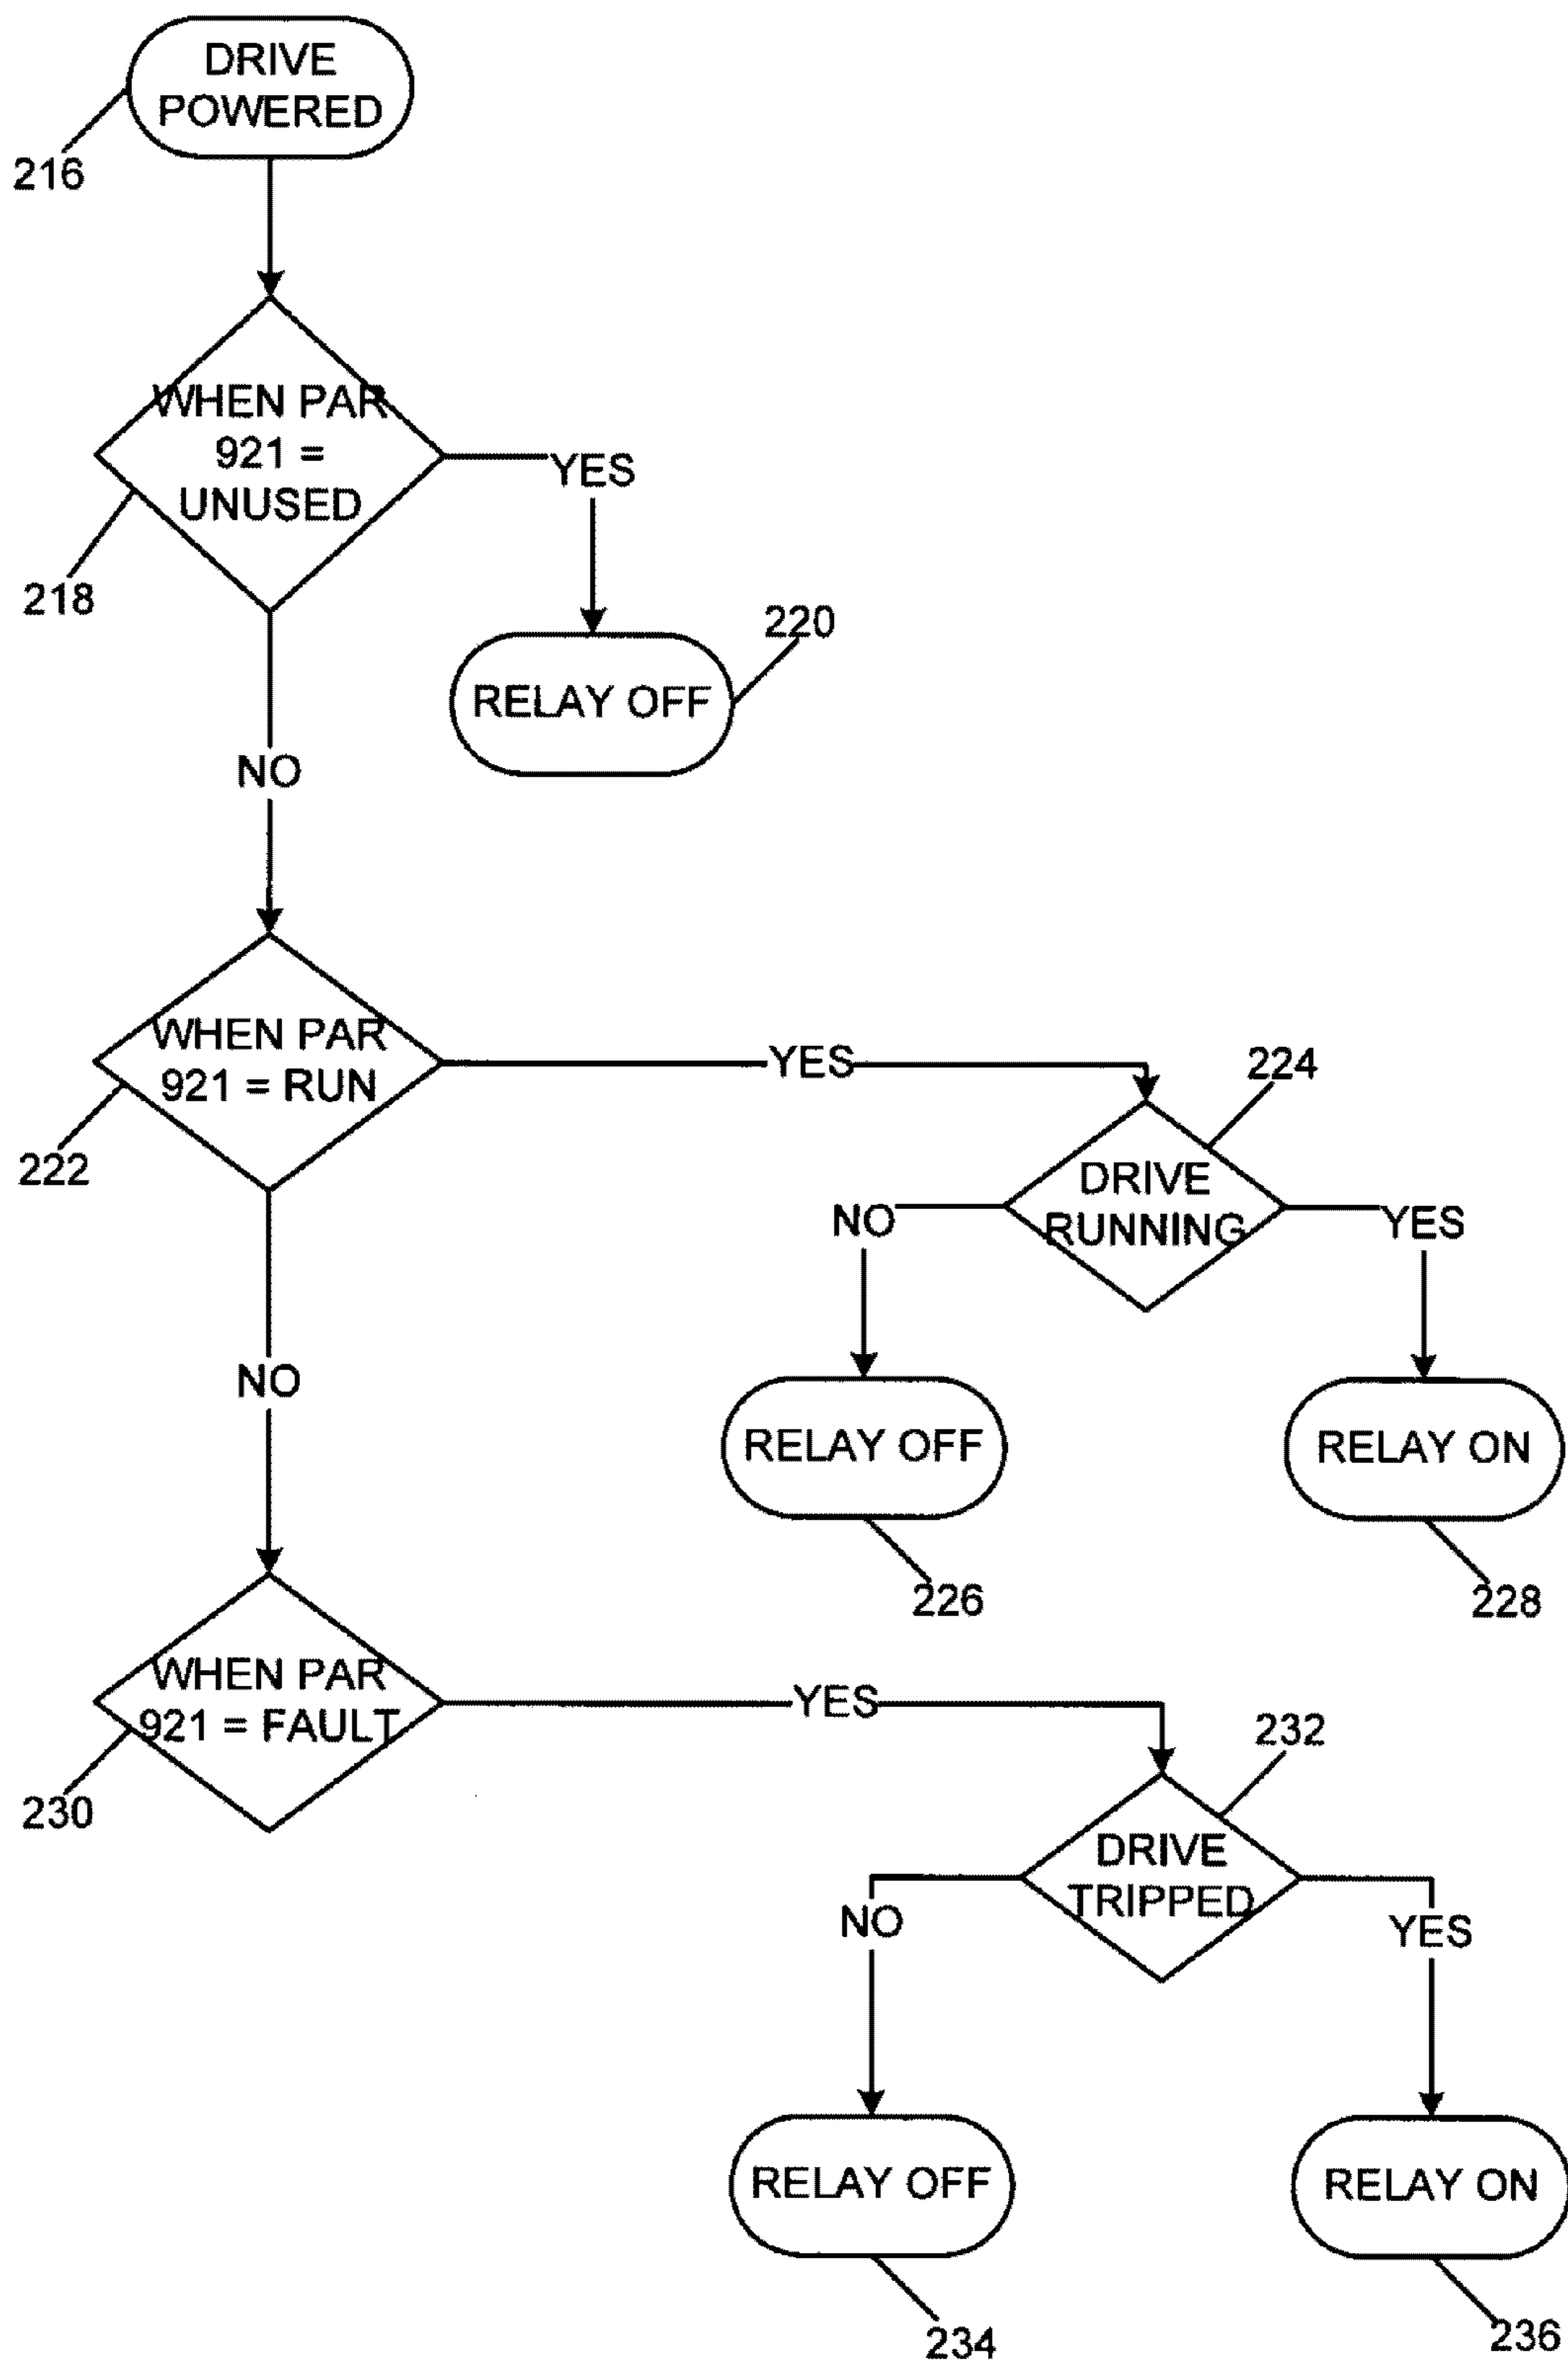 DRIVE
POWERED
216
WHEN PAR
921 =
UNUSED
YES
218
220
RELAY OFF
NO
WHEN PAR
921 = RUN
YES
224
222
DRIVE
RUNNING
NO
YES
NO
RELAY OFF
RELAY ON
226
228
WHEN PAR
921 = FAULT
YES
232
230
DRIVE
TRIPPED
NO
YES
RELAY OFF
RELAY ON
234
236